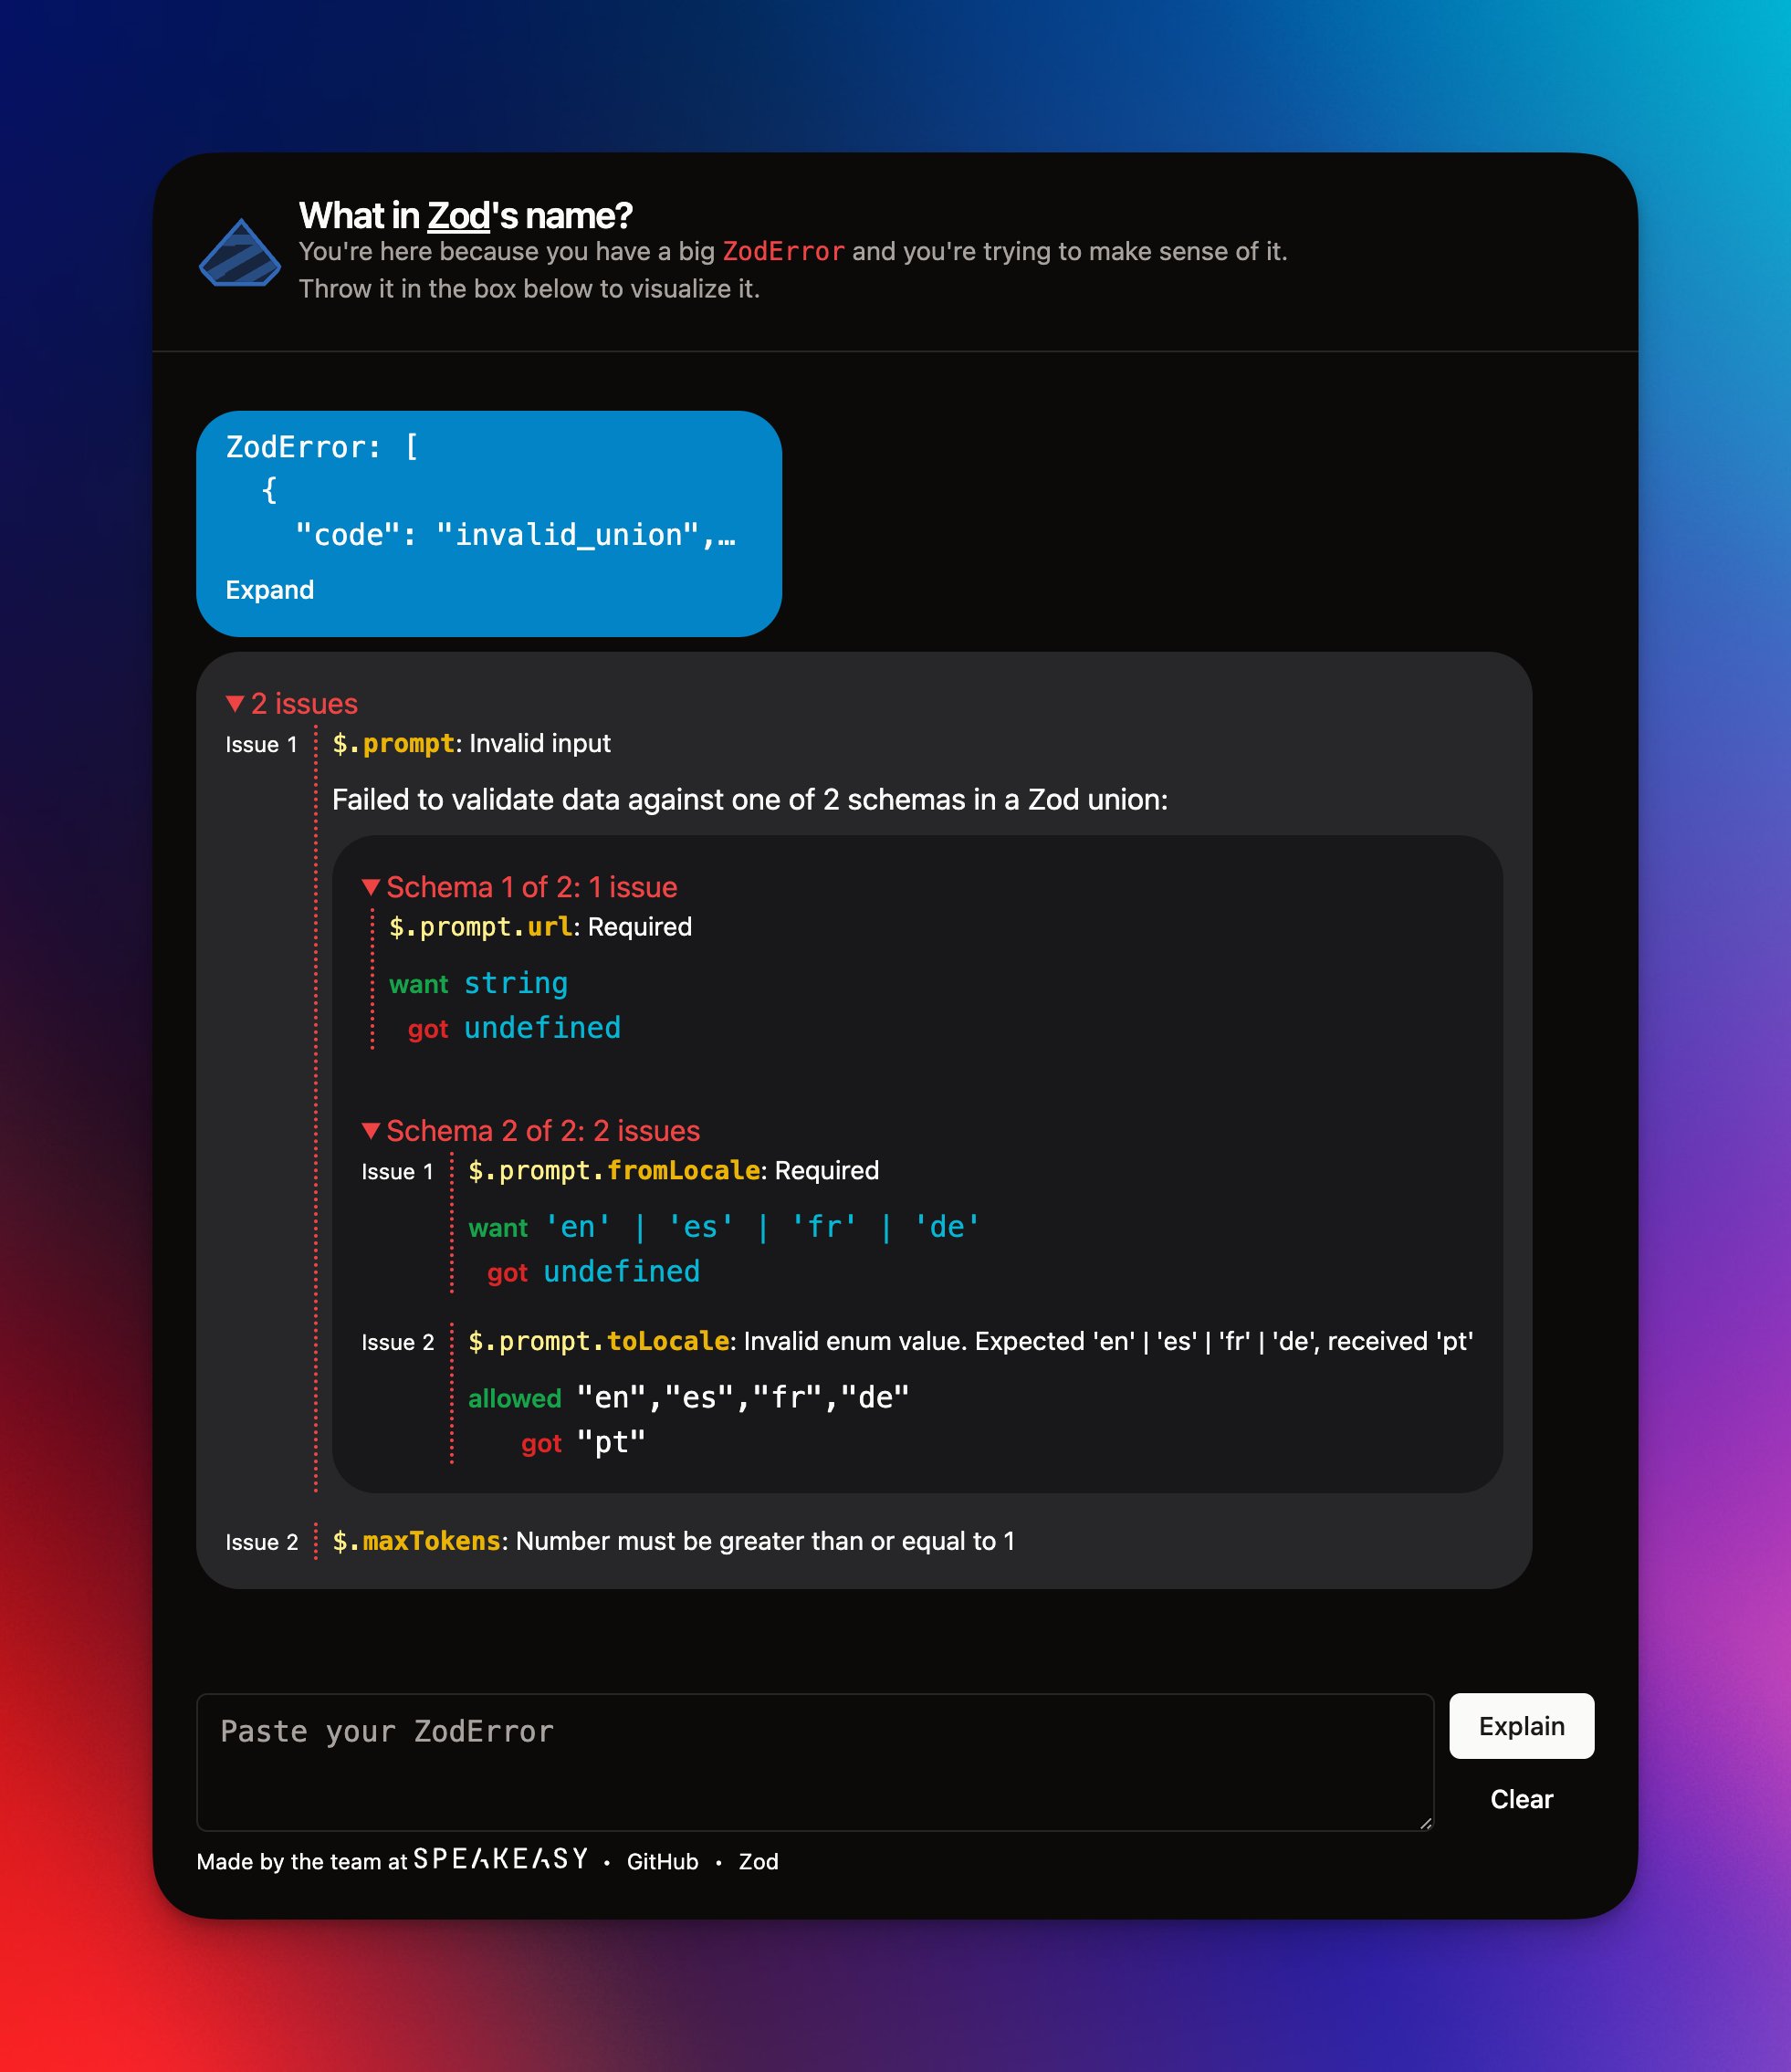 What in Zod's name?
You're here because you have a big ZodError and you're trying to make sense of it.
Throw it in the box below to visualize it.
ZodError: [
  {
    "code": "invalid_union",…
Expand
▼ 2 issues
Issue 1 $.prompt: Invalid input
Failed to validate data against one of 2 schemas in a Zod union:
▼ Schema 1 of 2: 1 issue
$.prompt.url: Required
want string
got undefined
▼ Schema 2 of 2: 2 issues
Issue 1 $.prompt.fromLocale: Required
want 'en' | 'es' | 'fr' | 'de'
got undefined
Issue 2 $.prompt.toLocale: Invalid enum value. Expected 'en' | 'es' | 'fr' | 'de', received 'pt'
allowed "en","es","fr","de"
got "pt"
Issue 2 $.maxTokens: Number must be greater than or equal to 1
Paste your ZodError
Explain
Clear
Made by the team at SPEAKEASY • GitHub • Zod